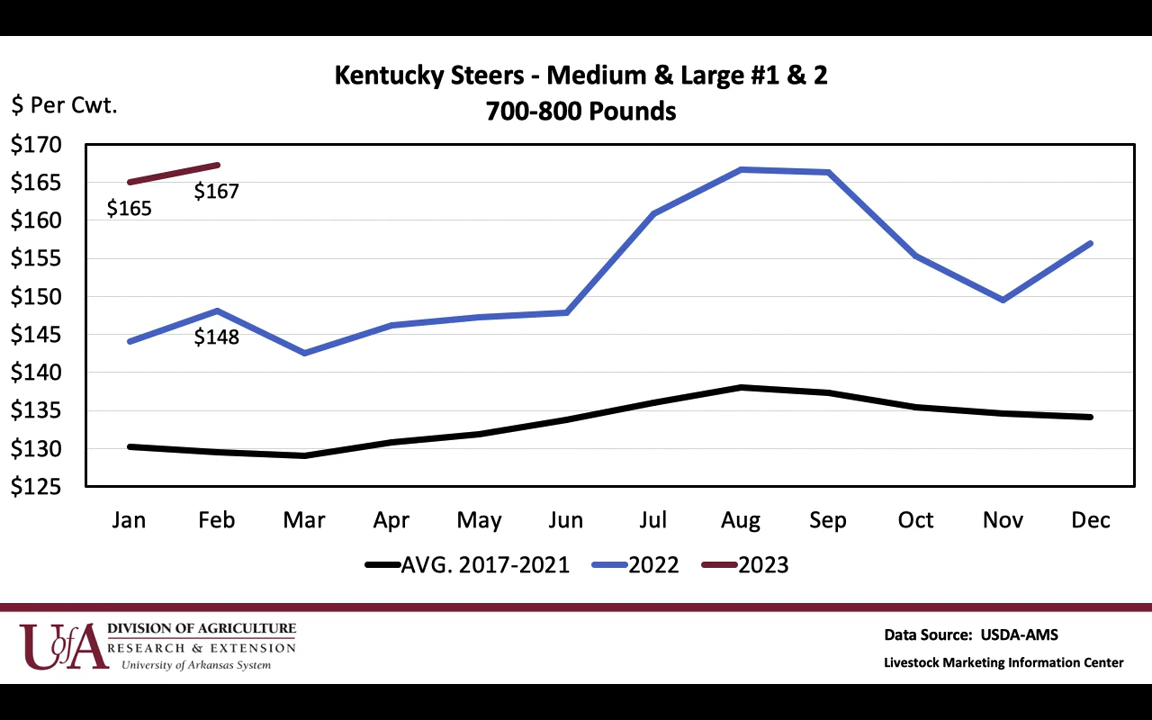 Kentucky Steers - Medium & Large #1 & 2
700-800 Pounds
$ Per Cwt.
$170
$165
$160
$155
$150
$145
$140
$135
$130
$125
$165
$167
$148
Jan Feb Mar Apr May Jun Jul Aug Sep Oct Nov Dec
AVG. 2017-2021 2022 2023
UofA
DIVISION OF AGRICULTURE
RESEARCH & EXTENSION
University of Arkansas System
Data Source: USDA-AMS
Livestock Marketing Information Center